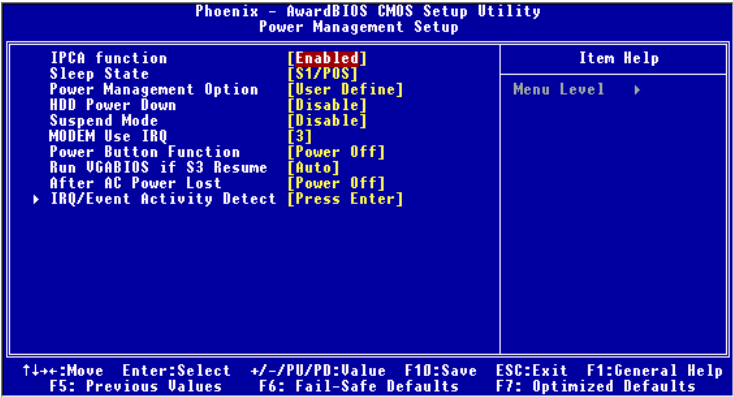 Phoenix - AwardBIOS CMOS Setup Utility
Power Management Setup
IPCA function [Enabled]
Sleep State [S1/POS]
Power Management Option [User Define]
HDD Power Down [Disable]
Suspend Mode [Disable]
MODEM Use IRQ [3]
Power Button Function [Power Off]
Run VGABIOS if S3 Resume [Auto]
After AC Power Lost [Power Off]
▸ IRQ/Event Activity Detect [Press Enter]
Item Help
Menu Level ▸
↑↓→←:Move Enter:Select +/-/PU/PD:Value F10:Save ESC:Exit F1:General Help
F5: Previous Values F6: Fail-Safe Defaults F7: Optimized Defaults